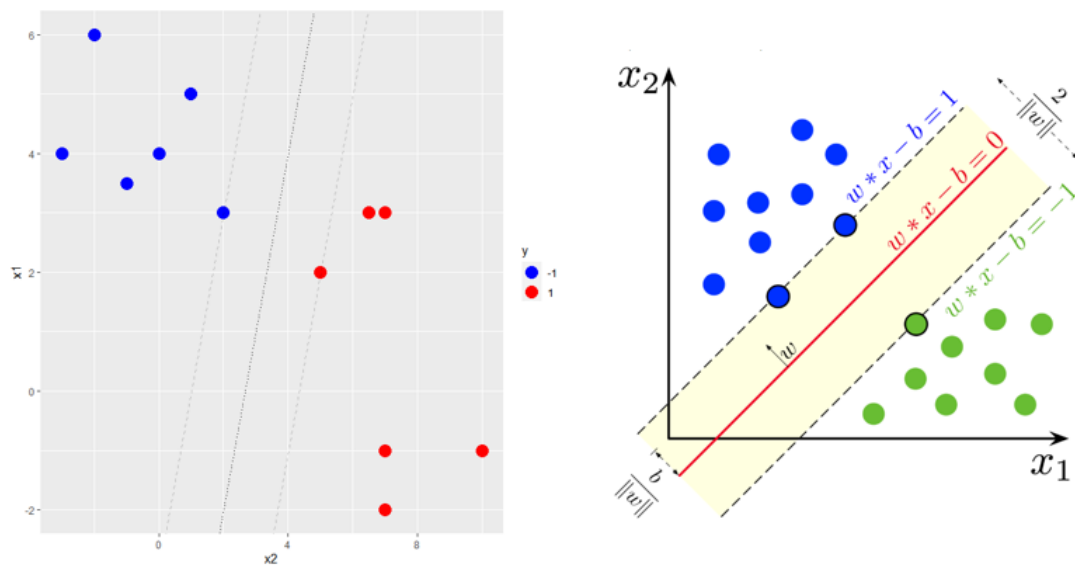 6
4
2
0
-2
x1
0
4
8
x2
y
-1
1
x₂
x₁
w * x − b = 1
w * x − b = 0
w * x − b = −1
2
‖w‖
w
b
‖w‖